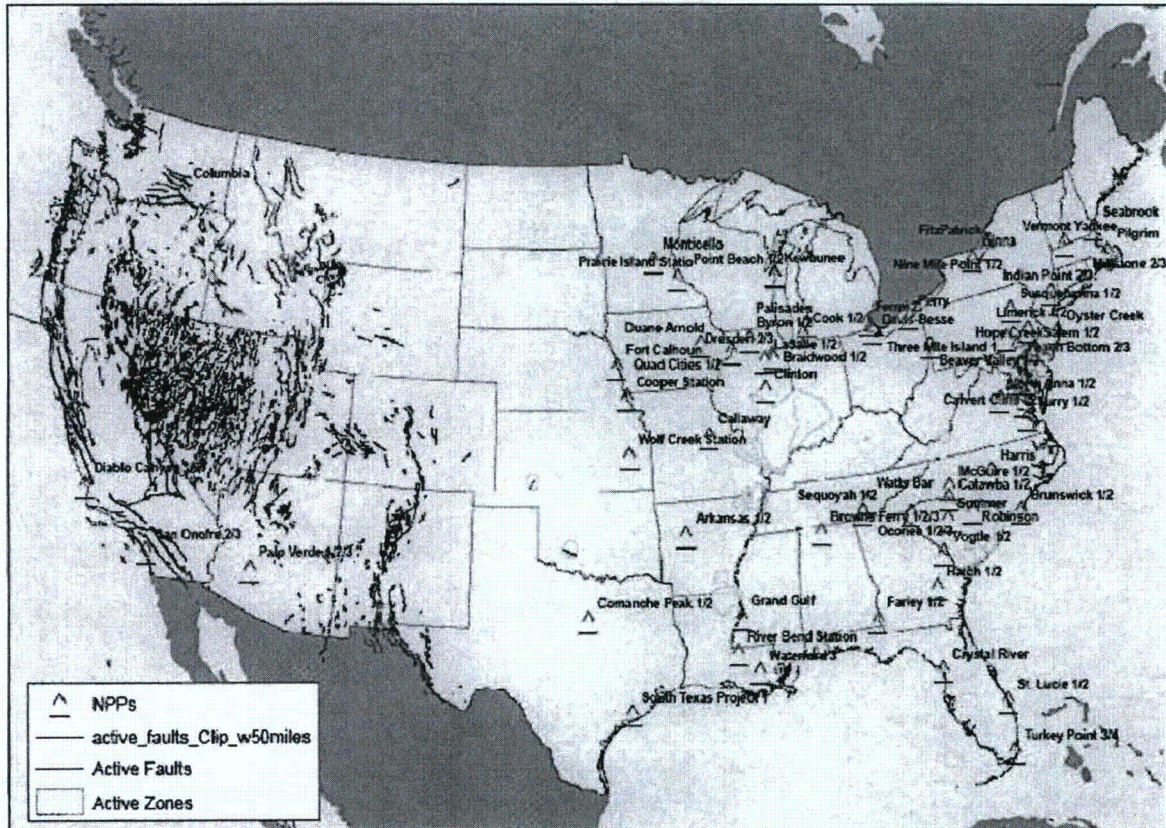 Columbia
Seabrook
FitzPatrick
Vermont Yankee
Ginna
Pilgrim
Monticello
Point Beach 1/2
Kewaunee
Prairie Island Statio
Nine Mile Point 1/2
Millstone 2/3
Indian Point 2/3
Susquehanna 1/2
Palisades
Perry
Byron 1/2
Cook 1/2
Limerick 1/2
Oyster Creek
Duane Arnold
Davis-Besse
Dresden 2/3
Hope Creek
Salem 1/2
LaSalle 1/2
Fort Calhoun
Three Mile Island 1
Bottom 2/3
Braidwood 1/2
Quad Cities 1/2
Beaver Valley
Clinton
Cooper Station
Anna 1/2
Calvert Cliffs
Surry 1/2
Callaway
Wolf Creek Station
Harris
Diablo Canyon
McGuire 1/2
Watts Bar
Catawba 1/2
Sequoyah 1/2
Brunswick 1/2
Summer
Arkansas 1/2
Browns Ferry 1/2/3
Robinson
San Onofre 2/3
Oconee 1/2/3
Vogtle 1/2
Palo Verde 1/2/3
Hatch 1/2
Comanche Peak 1/2
Grand Gulf
Farley 1/2
River Bend Station
Waterford 3
Crystal River
St. Lucie 1/2
South Texas Project 1
Turkey Point 3/4
NPPs
active_faults_Clip_w50miles
Active Faults
Active Zones